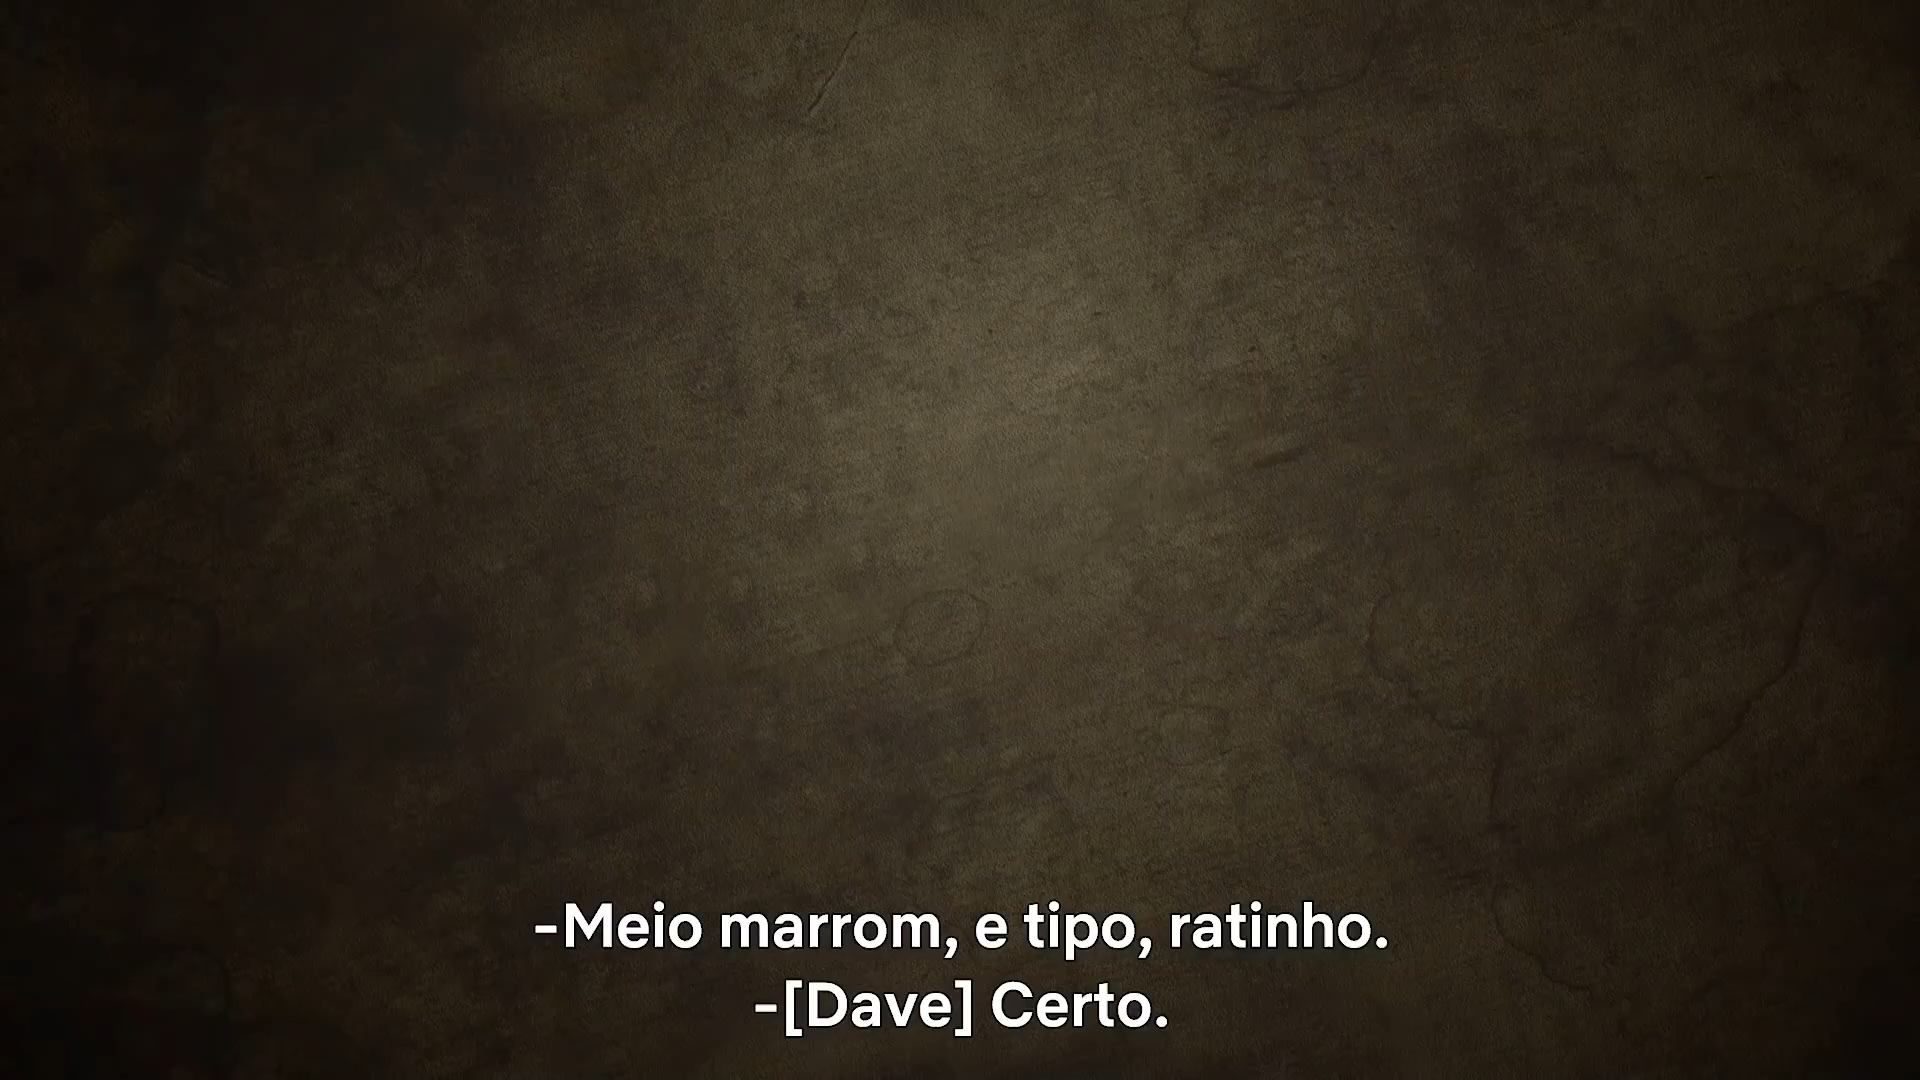 -Meio marrom, e tipo, ratinho.
-[Dave] Certo.